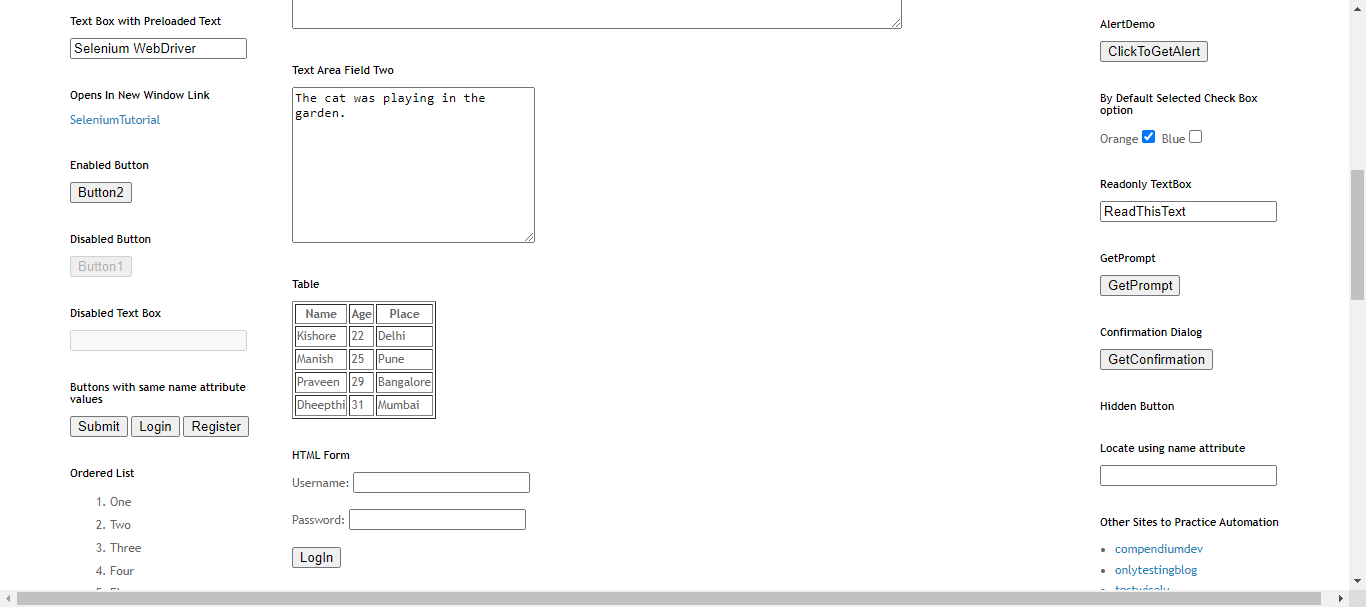 Text Box with Preloaded Text
Selenium WebDriver
Opens In New Window Link
SeleniumTutorial
Enabled Button
Button2
Disabled Button
Button1
Disabled Text Box
Buttons with same name attribute
values
Submit Login Register
Ordered List
1. One
2. Two
3. Three
4. Four
Text Area Field Two
The cat was playing in the
garden.
Table
Name Age Place
Kishore 22 Delhi
Manish 25 Pune
Praveen 29 Bangalore
Dheepthi 31 Mumbai
HTML Form
Username:
Password:
LogIn
AlertDemo
ClickToGetAlert
By Default Selected Check Box
option
Orange Blue
Readonly TextBox
ReadThisText
GetPrompt
GetPrompt
Confirmation Dialog
GetConfirmation
Hidden Button
Locate using name attribute
Other Sites to Practice Automation
compendiumdev
onlytestingblog